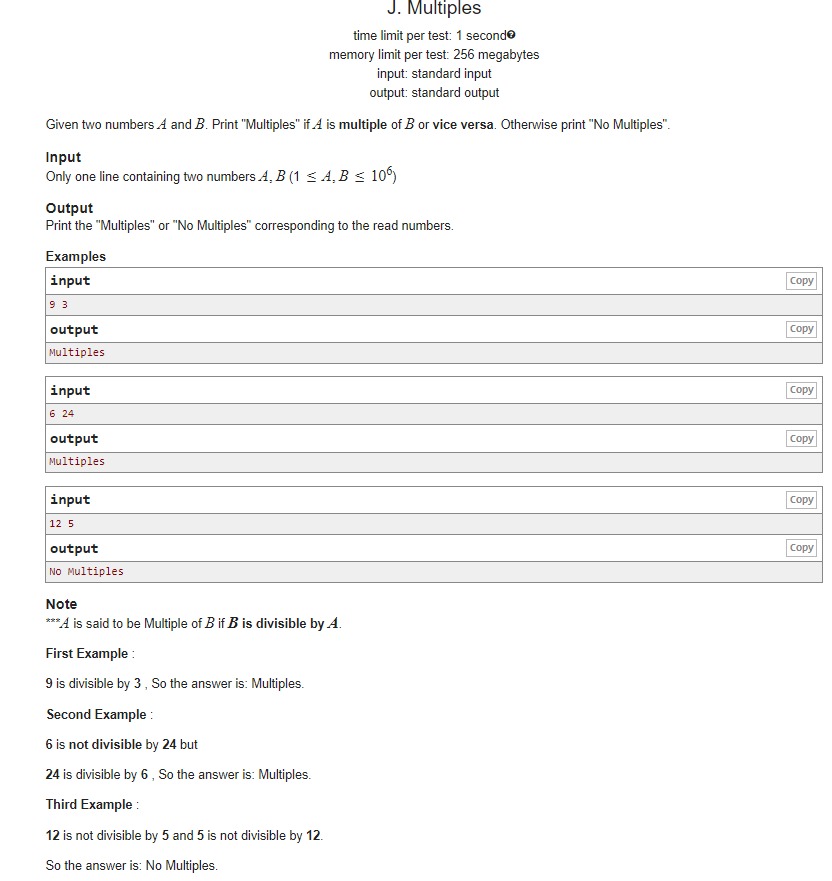 J. Multiples
time limit per test: 1 second?
memory limit per test: 256 megabytes
input: standard input
output: standard output
Given two numbers A and B. Print "Multiples" if A is multiple of B or vice versa. Otherwise print "No Multiples".
Input
Only one line containing two numbers A, B (1 ≤ A, B ≤ 10^6)
Output
Print the "Multiples" or "No Multiples" corresponding to the read numbers.
Examples
input Copy
9 3
output Copy
Multiples
input Copy
6 24
output Copy
Multiples
input Copy
12 5
output Copy
No Multiples
Note
***A is said to be Multiple of B if B is divisible by A.
First Example :
9 is divisible by 3 , So the answer is: Multiples.
Second Example :
6 is not divisible by 24 but
24 is divisible by 6 , So the answer is: Multiples.
Third Example :
12 is not divisible by 5 and 5 is not divisible by 12.
So the answer is: No Multiples.